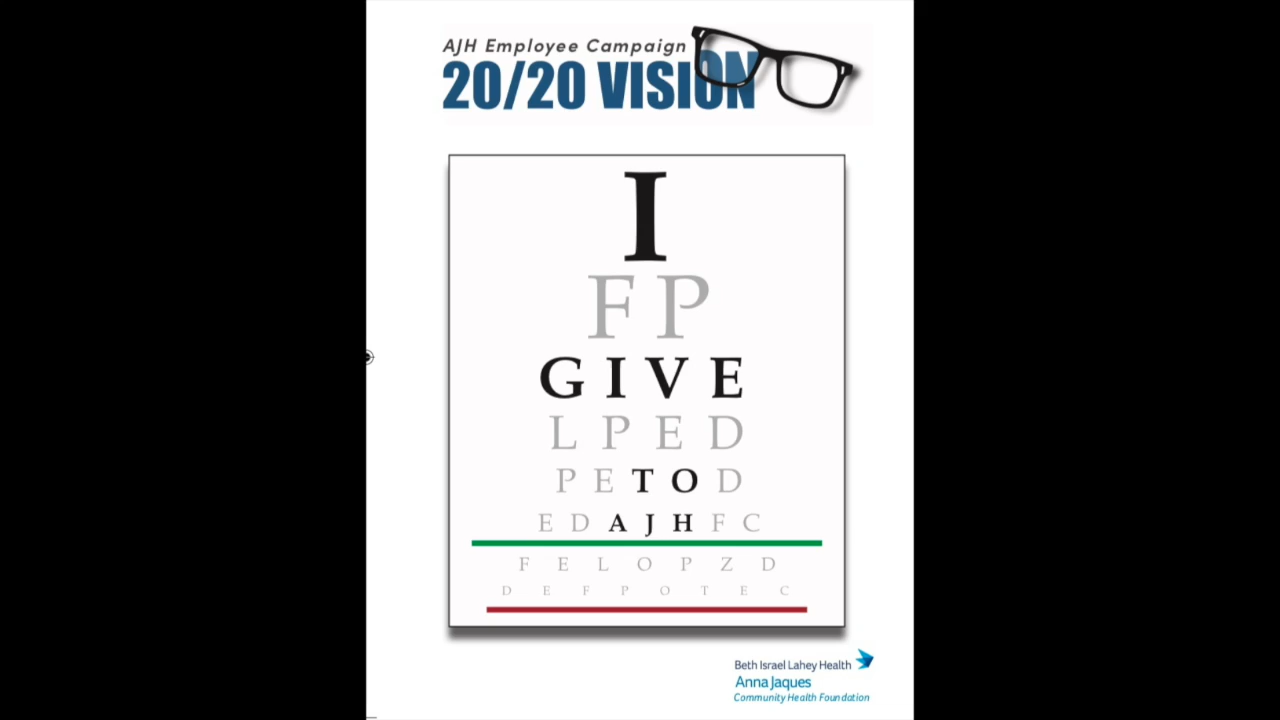 AJH Employee Campaign
20/20 VISION
I
F P
G I V E
L P E D
P E T O D
E D A J H F C
F E L O P Z D
D E F P O T E C
Beth Israel Lahey Health
Anna Jaques
Community Health Foundation